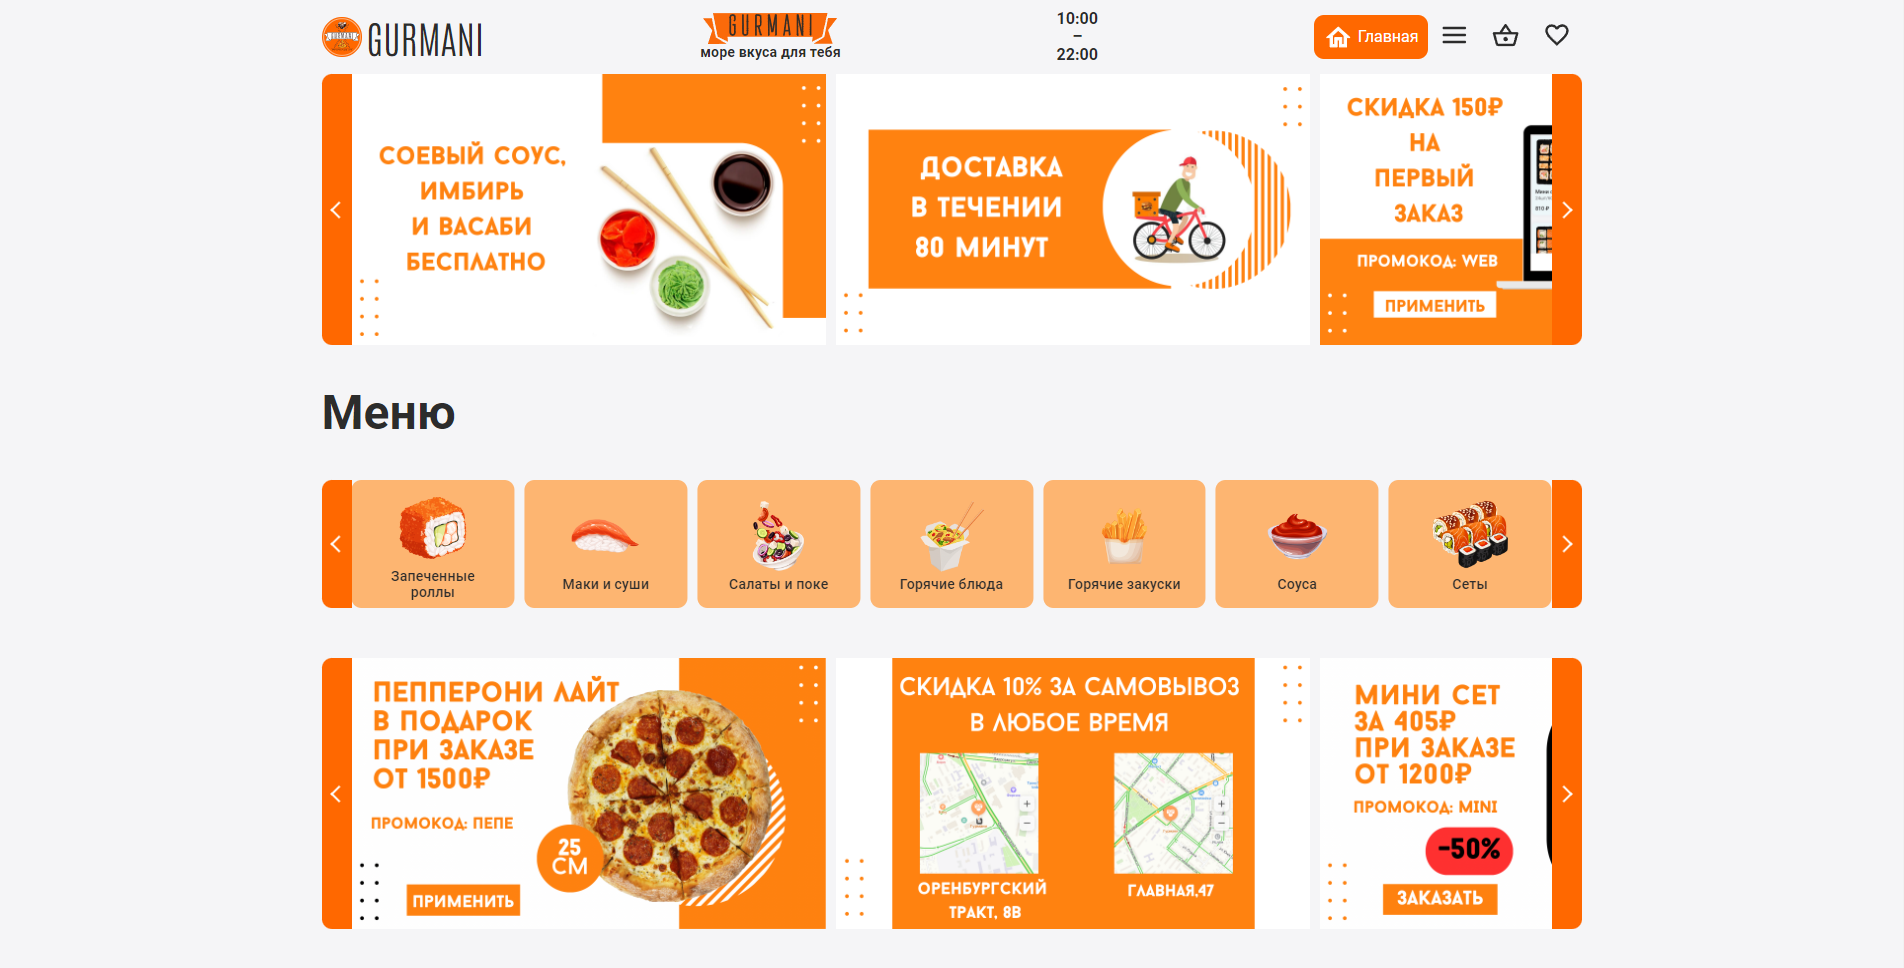 GURMANI
GURMANI
море вкуса для тебя
10:00
–
22:00
Главная
СОЕВЫЙ СОУС,
ИМБИРЬ
И ВАСАБИ
БЕСПЛАТНО
ДОСТАВКА
В ТЕЧЕНИИ
80 МИНУТ
СКИДКА 150₽
НА
ПЕРВЫЙ
ЗАКАЗ
ПРОМОКОД: WEB
ПРИМЕНИТЬ
Меню
Запеченные
роллы
Маки и суши
Салаты и поке
Горячие блюда
Горячие закуски
Соуса
Сеты
ПЕППЕРОНИ ЛАЙТ
В ПОДАРОК
ПРИ ЗАКАЗЕ
ОТ 1500₽
ПРОМОКОД: ПЕПЕ
25
СМ
ПРИМЕНИТЬ
СКИДКА 10% ЗА САМОВЫВОЗ
В ЛЮБОЕ ВРЕМЯ
ОРЕНБУРГСКИЙ
ТРАКТ, 8В
ГЛАВНАЯ,47
МИНИ СЕТ
ЗА 405₽
ПРИ ЗАКАЗЕ
ОТ 1200₽
ПРОМОКОД: MINI
-50%
ЗАКАЗАТЬ